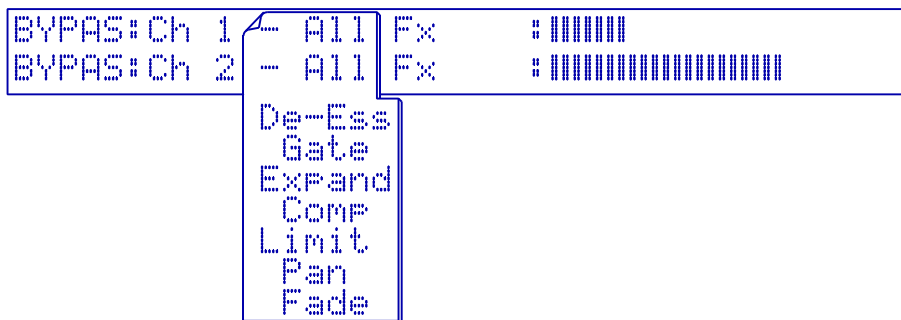 BYPAS:Ch 1 - All Fx :
BYPAS:Ch 2 - All Fx :
De-Ess
Gate
Expand
Comp
Limit
Pan
Fade